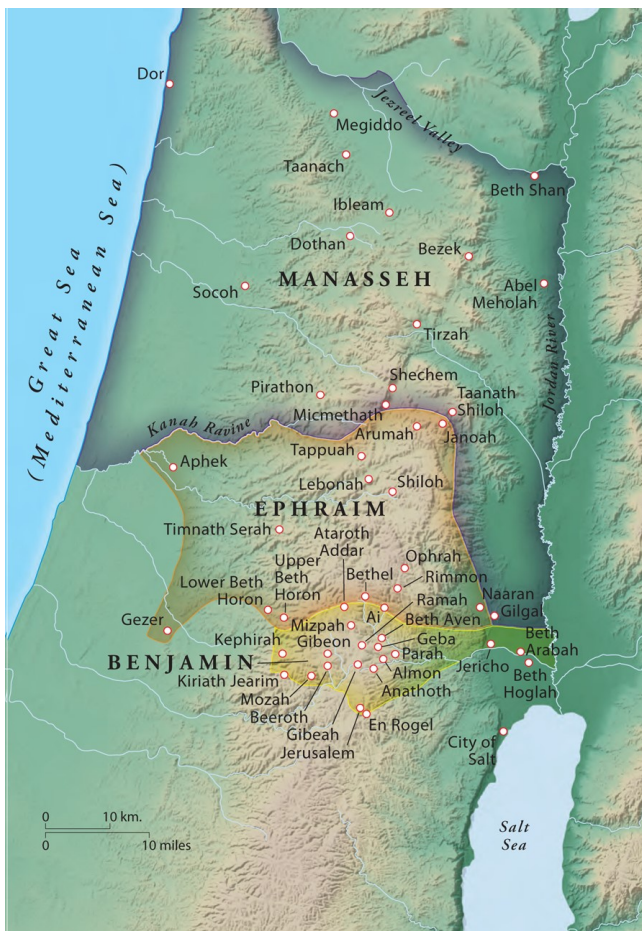 Dor
Megiddo
Jezreel Valley
Taanach
Beth Shan
Ibleam
Dothan
Bezek
MANASSEH
Socoh
Abel
Meholah
Great Sea
(Mediterranean Sea)
Tirzah
Jordan River
Shechem
Pirathon
Taanath
Shiloh
Micmethath
Kanah Ravine
Arumah
Janoah
Tappuah
Aphek
Lebonah
Shiloh
EPHRAIM
Timnath Serah
Ataroth
Addar
Upper
Beth
Horon
Ophrah
Lower Beth
Horon
Bethel
Rimmon
Ramah
Naaran
Gilgal
Ai
Beth Aven
Gezer
Mizpah
Gibeon
Geba
Kephirah
BENJAMIN
Parah
Jericho
Beth
Arabah
Almon
Kiriath Jearim
Beth
Hoglah
Anathoth
Mozah
Beeroth
Gibeah
Jerusalem
En Rogel
City of
Salt
Salt
Sea
0 10 km.
0 10 miles